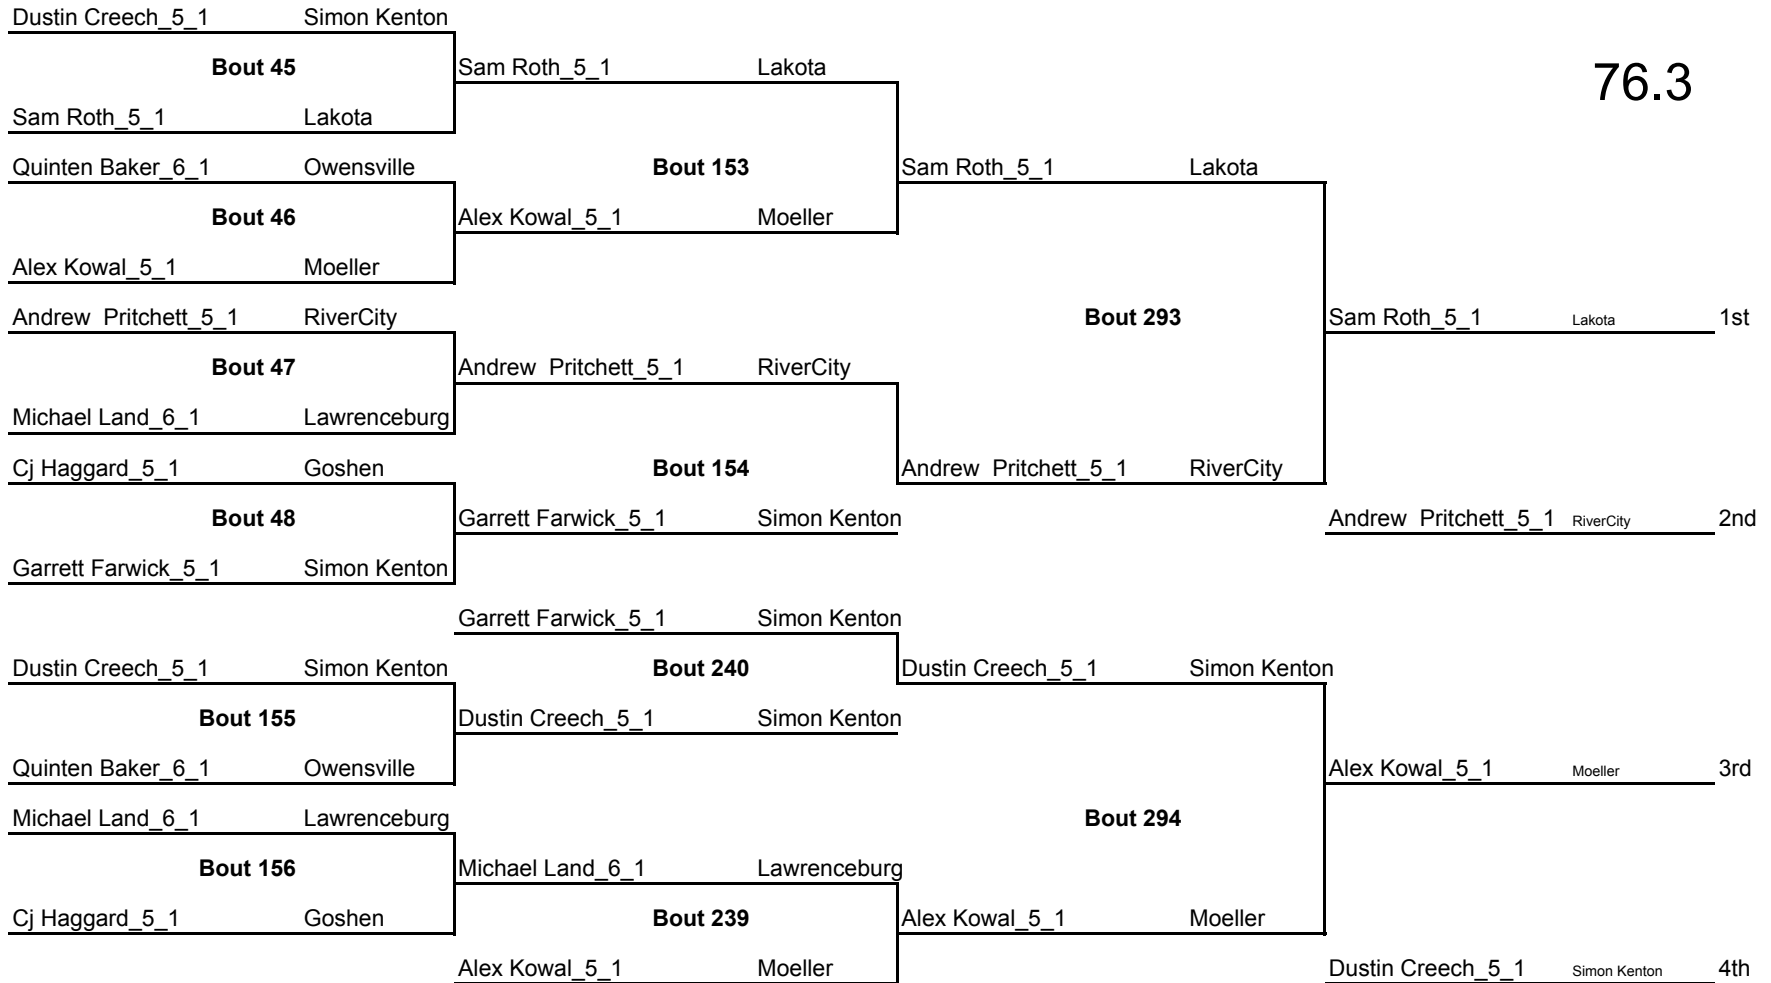 Dustin Creech_5_1 Simon Kenton
Bout 45 Sam Roth_5_1 Lakota 76.3
Sam Roth_5_1 Lakota
Quinten Baker_6_1 Owensville Bout 153 Sam Roth_5_1 Lakota
Bout 46 Alex Kowal_5_1 Moeller
Alex Kowal_5_1 Moeller
Andrew  Pritchett_5_1 RiverCity Bout 293 Sam Roth_5_1 Lakota 1st
Bout 47 Andrew  Pritchett_5_1 RiverCity
Michael Land_6_1 Lawrenceburg
Cj Haggard_5_1 Goshen Bout 154 Andrew  Pritchett_5_1 RiverCity
Bout 48 Garrett Farwick_5_1 Simon Kenton Andrew  Pritchett_5_1 RiverCity 2nd
Garrett Farwick_5_1 Simon Kenton
Garrett Farwick_5_1 Simon Kenton
Dustin Creech_5_1 Simon Kenton Bout 240 Dustin Creech_5_1 Simon Kenton
Bout 155 Dustin Creech_5_1 Simon Kenton
Quinten Baker_6_1 Owensville Alex Kowal_5_1 Moeller 3rd
Michael Land_6_1 Lawrenceburg Bout 294
Bout 156 Michael Land_6_1 Lawrenceburg
Cj Haggard_5_1 Goshen Bout 239 Alex Kowal_5_1 Moeller
Alex Kowal_5_1 Moeller Dustin Creech_5_1 Simon Kenton 4th